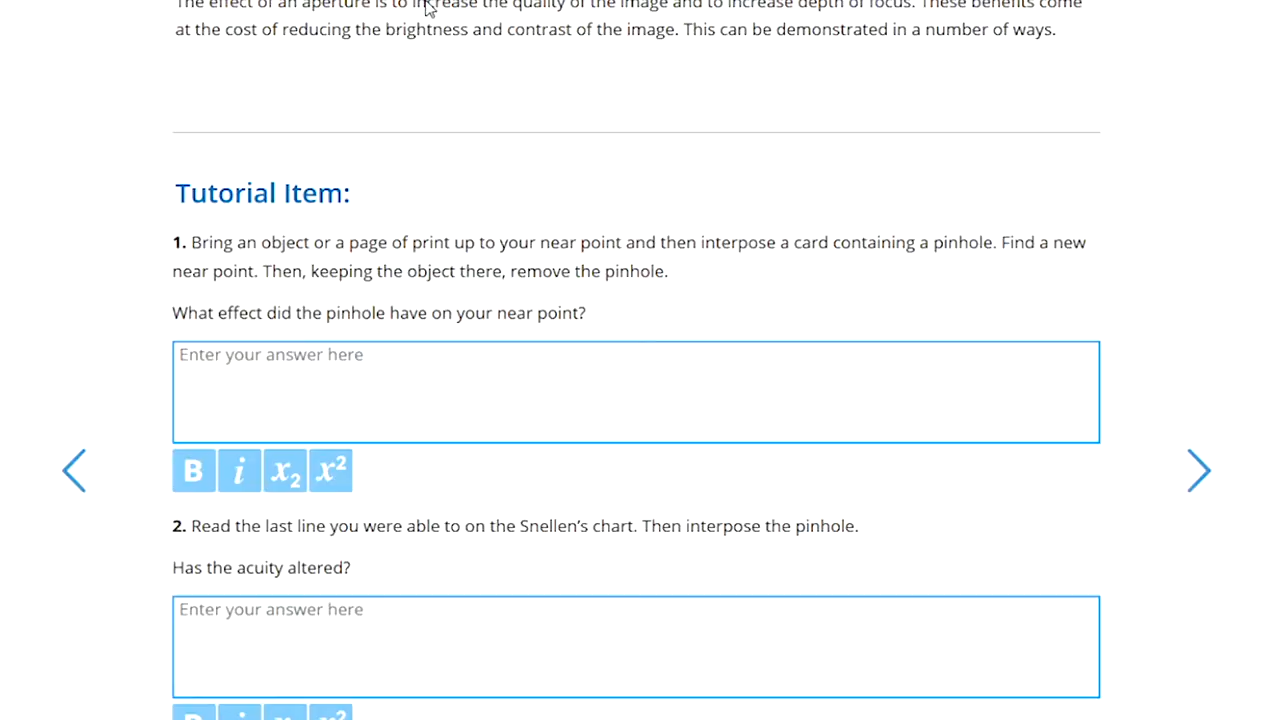 The effect of an aperture is to increase the quality of the image and to increase depth of focus. These benefits come
at the cost of reducing the brightness and contrast of the image. This can be demonstrated in a number of ways.
Tutorial Item:
1. Bring an object or a page of print up to your near point and then interpose a card containing a pinhole. Find a new
near point. Then, keeping the object there, remove the pinhole.
What effect did the pinhole have on your near point?
Enter your answer here
B i x₂ x²
2. Read the last line you were able to on the Snellen's chart. Then interpose the pinhole.
Has the acuity altered?
Enter your answer here
B i x₂ x²